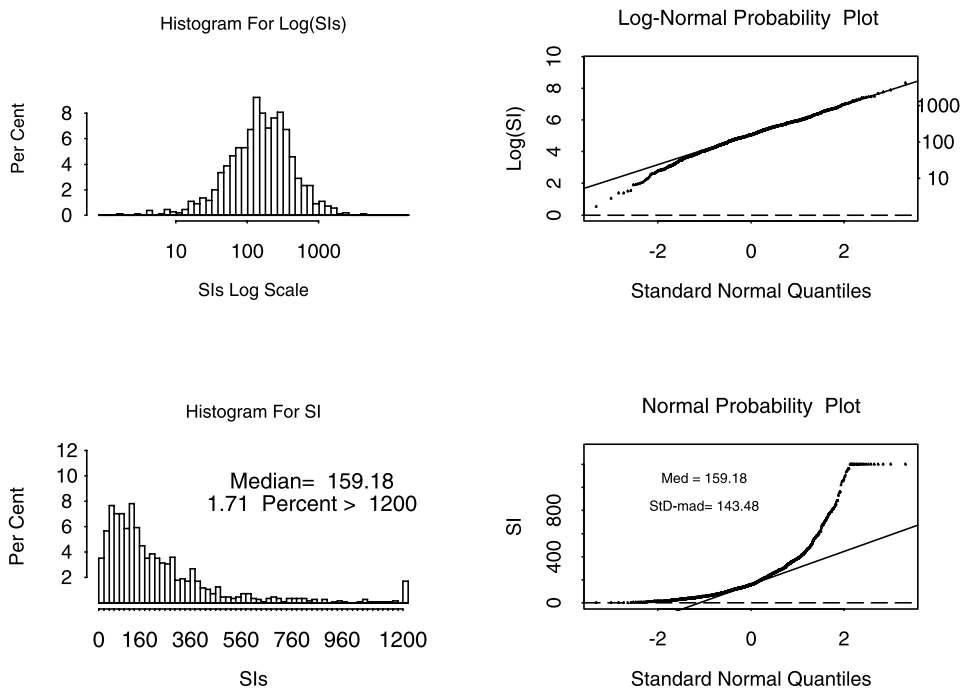 Histogram For Log(SIs)
Per Cent
8
6
4
2
0
10 100 1000
SIs Log Scale
Log-Normal Probability Plot
Log(SI)
10
8
6
4
2
0
1000
100
10
-2 0 2
Standard Normal Quantiles
Histogram For SI
Per Cent
12
10
8
6
4
2
Median= 159.18
1.71 Percent > 1200
0 160 360 560 760 960 1200
SIs
Normal Probability Plot
SI
800
400
0
Med = 159.18
StD-mad= 143.48
-2 0 2
Standard Normal Quantiles